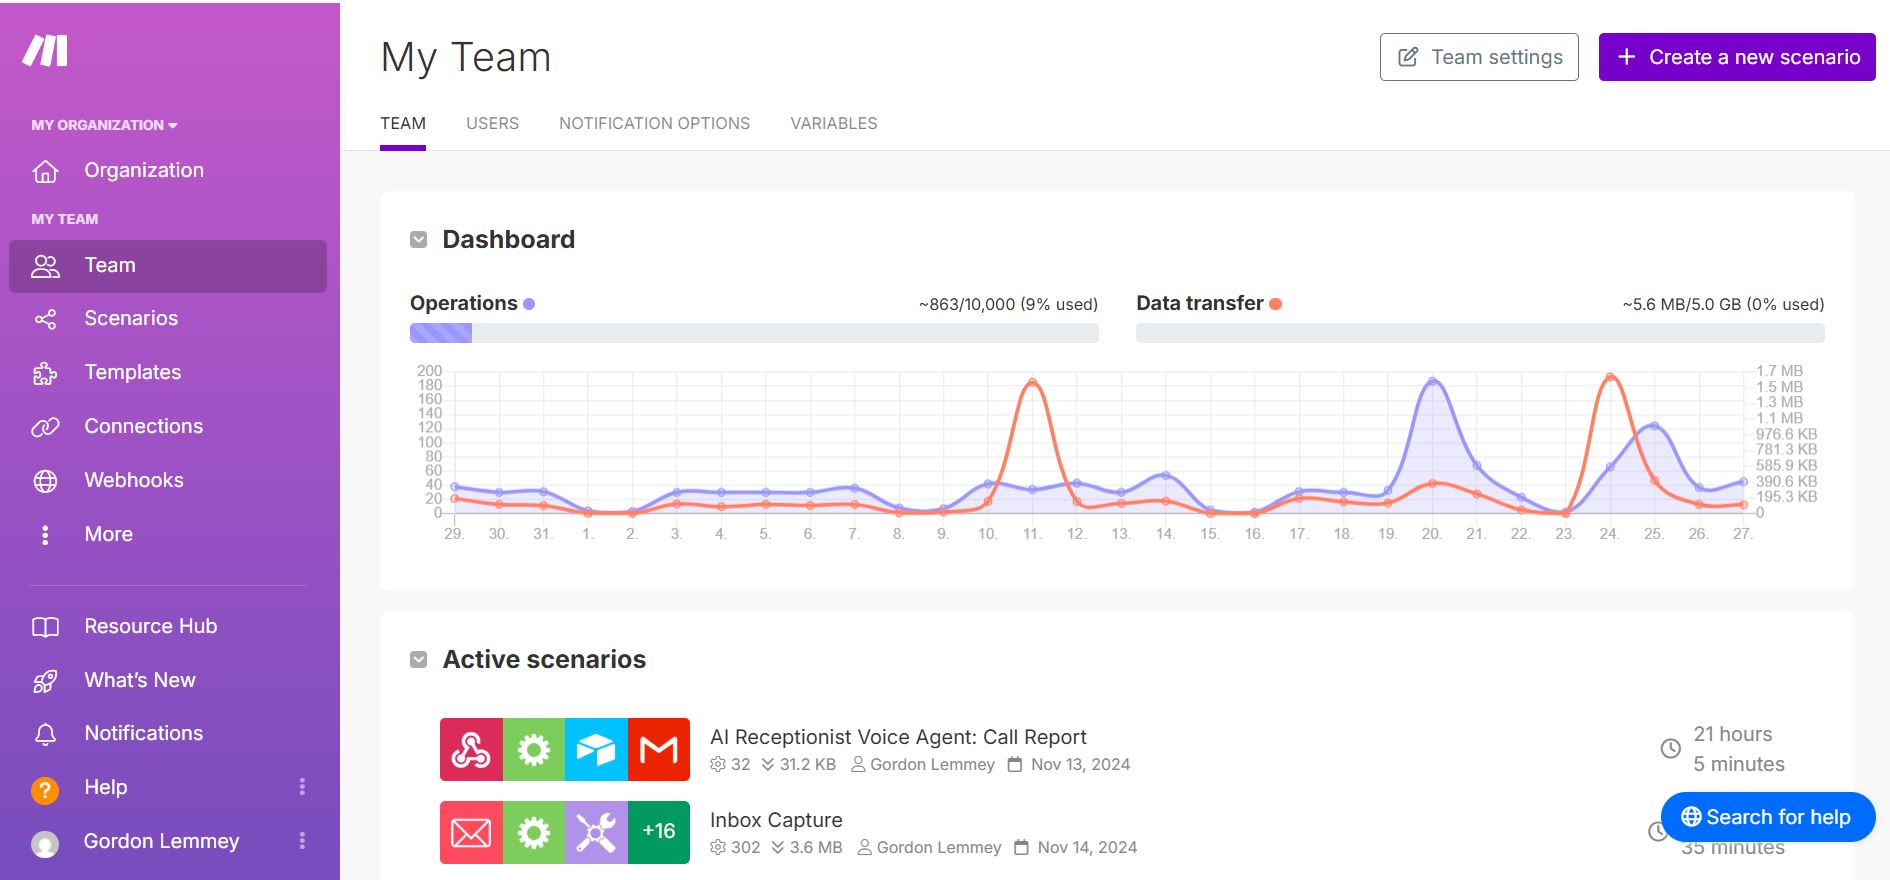 MY ORGANIZATION
Organization
MY TEAM
Team
Scenarios
Templates
Connections
Webhooks
More
Resource Hub
What's New
Notifications
Help
Gordon Lemmey
My Team
Team settings
Create a new scenario
TEAM USERS NOTIFICATION OPTIONS VARIABLES
Dashboard
Operations ~863/10,000 (9% used)
Data transfer ~5.6 MB/5.0 GB (0% used)
200
180
160
140
120
100
80
60
40
20
0
1.7 MB
1.5 MB
1.3 MB
1.1 MB
976.6 KB
781.3 KB
585.9 KB
390.6 KB
195.3 KB
0
29. 30. 31. 1. 2. 3. 4. 5. 6. 7. 8. 9. 10. 11. 12. 13. 14. 15. 16. 17. 18. 19. 20. 21. 22. 23. 24. 25. 26. 27.
Active scenarios
AI Receptionist Voice Agent: Call Report
32 31.2 KB Gordon Lemmey Nov 13, 2024
21 hours
5 minutes
+16
Inbox Capture
302 3.6 MB Gordon Lemmey Nov 14, 2024
Search for help
35 minutes